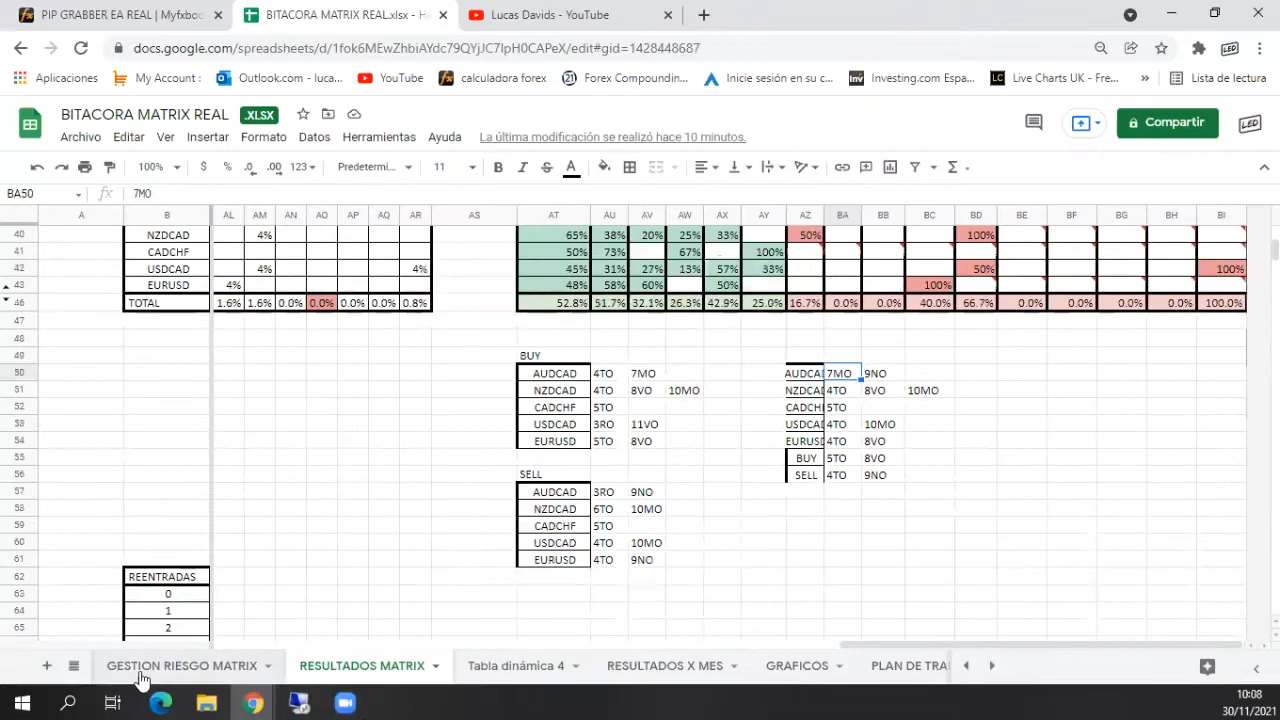 PIP GRABBER EA REAL | Myfxboo
BITACORA MATRIX REAL.xlsx - H
Lucas Davids - YouTube
docs.google.com/spreadsheets/d/1fok6MEwZhbiAYdc79QYjJC7IpH0CAPeX/edit#gid=1428448687
Aplicaciones
My Account :
Outlook.com - luca...
YouTube
calculadora forex
Forex Compoundin...
Inicie sesión en su c...
Investing.com Espa...
Live Charts UK - Fre...
»
Lista de lectura
BITACORA MATRIX REAL .XLSX
Archivo Editar Ver Insertar Formato Datos Herramientas Ayuda La última modificación se realizó hace 10 minutos.
Compartir
100% $ % .0 .00 123 Predetermi... 11 B I S A
BA50 fx 7MO
A B AL AM AN AO AP AQ AR AS AT AU AV AW AX AY AZ BA BB BC BD BE BF BG BH BI
40 NZDCAD 4% 65% 38% 20% 25% 33% 50% 100%
41 CADCHF 50% 73% 67% 100%
42 USDCAD 4% 4% 45% 31% 27% 13% 57% 33% 50% 100%
43 EURUSD 4% 48% 58% 60% 50% 100%
46 TOTAL 1.6% 1.6% 0.0% 0.0% 0.0% 0.0% 0.8% 52.8% 51.7% 32.1% 26.3% 42.9% 25.0% 16.7% 0.0% 0.0% 40.0% 66.7% 0.0% 0.0% 0.0% 0.0% 100.0%
47
48
49 BUY
50 AUDCAD 4TO 7MO AUDCA 7MO 9NO
51 NZDCAD 4TO 8VO 10MO NZDCA 4TO 8VO 10MO
52 CADCHF 5TO CADCH 5TO
53 USDCAD 3RO 11VO USDCA 4TO 10MO
54 EURUSD 5TO 8VO EURUS 4TO 8VO
55 BUY 5TO 8VO
56 SELL SELL 4TO 9NO
57 AUDCAD 3RO 9NO
58 NZDCAD 6TO 10MO
59 CADCHF 5TO
60 USDCAD 4TO 10MO
61 EURUSD 4TO 9NO
62 REENTRADAS
63 0
64 1
65 2
GESTION RIESGO MATRIX RESULTADOS MATRIX Tabla dinámica 4 RESULTADOS X MES GRAFICOS PLAN DE TRA
10:08
30/11/2021